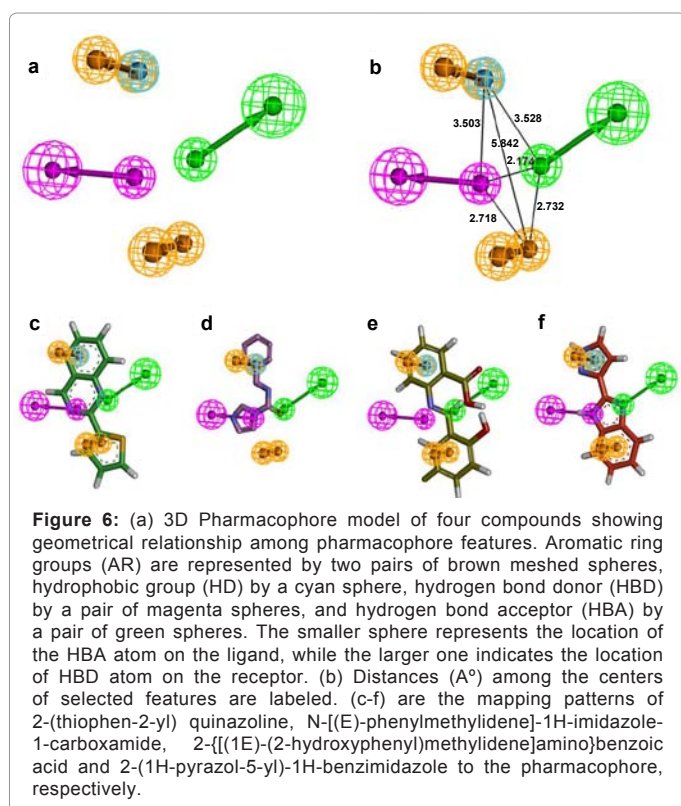 a
b
3.503
3.528
5.842
2.174
2.718
2.732
c
d
e
f
Figure 6: (a) 3D Pharmacophore model of four compounds showing
geometrical relationship among pharmacophore features. Aromatic ring
groups (AR) are represented by two pairs of brown meshed spheres,
hydrophobic group (HD) by a cyan sphere, hydrogen bond donor (HBD)
by a pair of magenta spheres, and hydrogen bond acceptor (HBA) by
a pair of green spheres. The smaller sphere represents the location of
the HBA atom on the ligand, while the larger one indicates the location
of HBD atom on the receptor. (b) Distances (Aº) among the centers
of selected features are labeled. (c-f) are the mapping patterns of
2-(thiophen-2-yl) quinazoline, N-[(E)-phenylmethylidene]-1H-imidazole-
1-carboxamide, 2-{[(1E)-(2-hydroxyphenyl)methylidene]amino}benzoic
acid and 2-(1H-pyrazol-5-yl)-1H-benzimidazole to the pharmacophore,
respectively.